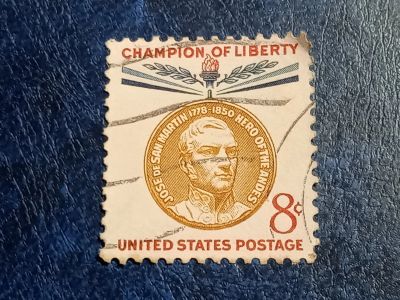 CHAMPION OF LIBERTY
JOSE DE SAN MARTIN 1778-1850 HERO OF THE ANDES
8¢
UNITED STATES POSTAGE